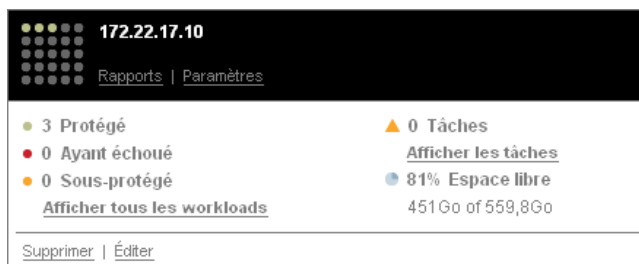 172.22.17.10
Rapports | Paramètres
3 Protégé
0 Ayant échoué
0 Sous-protégé
Afficher tous les workloads
0 Tâches
Afficher les tâches
81% Espace libre
451Go of 559,8Go
Supprimer | Éditer